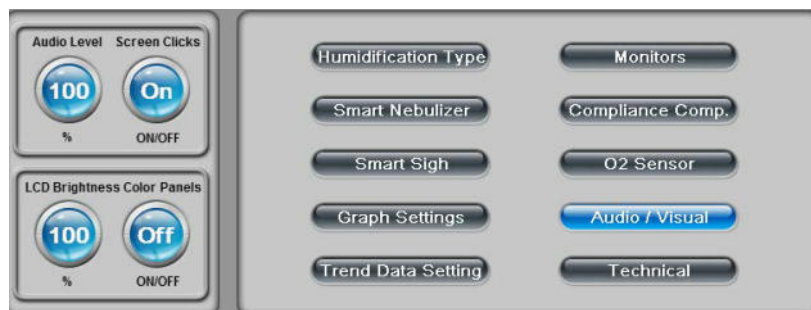 Audio Level Screen Clicks
100 On
% ON/OFF
LCD Brightness Color Panels
100 Off
% ON/OFF
Humidification Type Monitors
Smart Nebulizer Compliance Comp.
Smart Sigh O2 Sensor
Graph Settings Audio / Visual
Trend Data Setting Technical